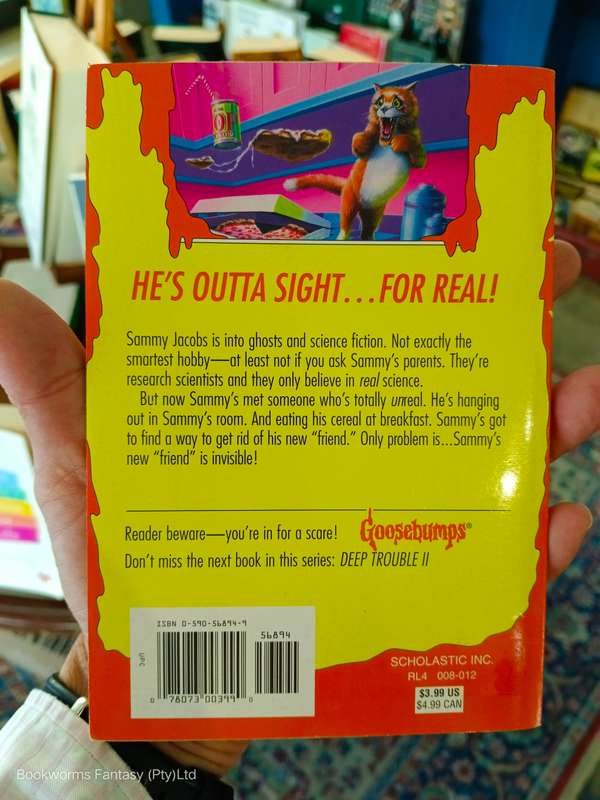 HE'S OUTTA SIGHT...FOR REAL!
Sammy Jacobs is into ghosts and science fiction. Not exactly the
smartest hobby—at least not if you ask Sammy's parents. They're
research scientists and they only believe in real science.
But now Sammy's met someone who's totally unreal. He's hanging
out in Sammy's room. And eating his cereal at breakfast. Sammy's got
to find a way to get rid of his new "friend." Only problem is...Sammy's
new "friend" is invisible!
Reader beware—you're in for a scare!
Goosebumps®
Don't miss the next book in this series: DEEP TROUBLE II
ISBN 0-590-56894-9
56894
UPC
0 78073 00399 0
SCHOLASTIC INC.
RL4 008-012
$3.99 US
$4.99 CAN
Bookworms Fantasy (Pty)Ltd